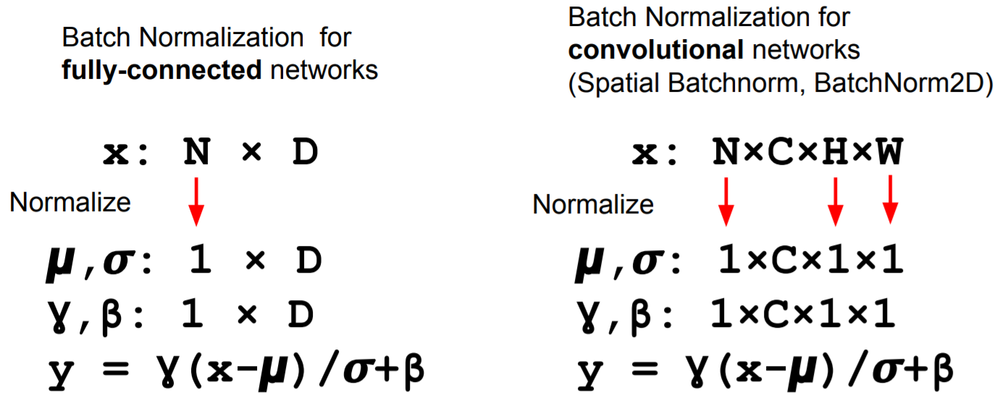 Batch Normalization for
fully-connected networks
x: N × D
Normalize
μ,σ: 1 × D
γ,β: 1 × D
y = γ(x-μ)/σ+β
Batch Normalization for
convolutional networks
(Spatial Batchnorm, BatchNorm2D)
x: N×C×H×W
Normalize
μ,σ: 1×C×1×1
γ,β: 1×C×1×1
y = γ(x-μ)/σ+β